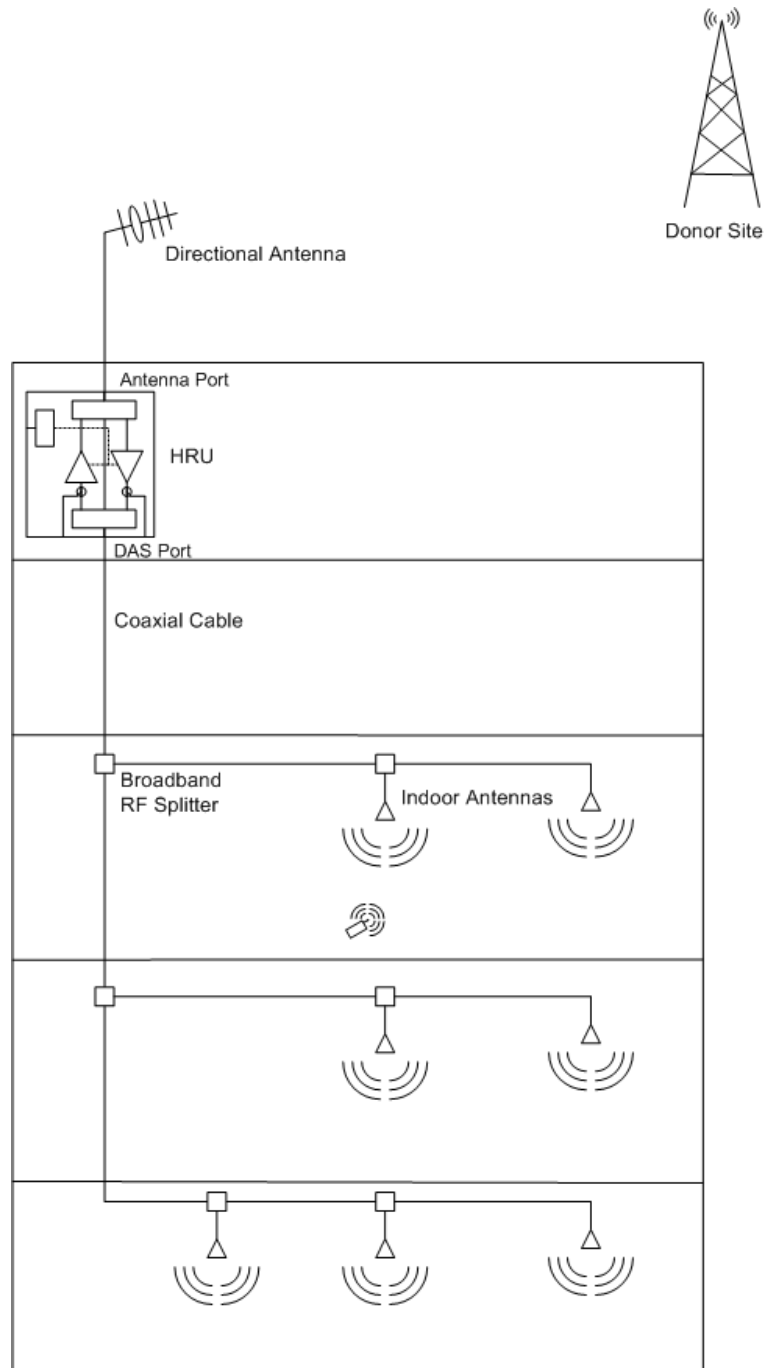 Donor Site
Directional Antenna
Antenna Port
HRU
DAS Port
Coaxial Cable
Broadband
RF Splitter
Indoor Antennas